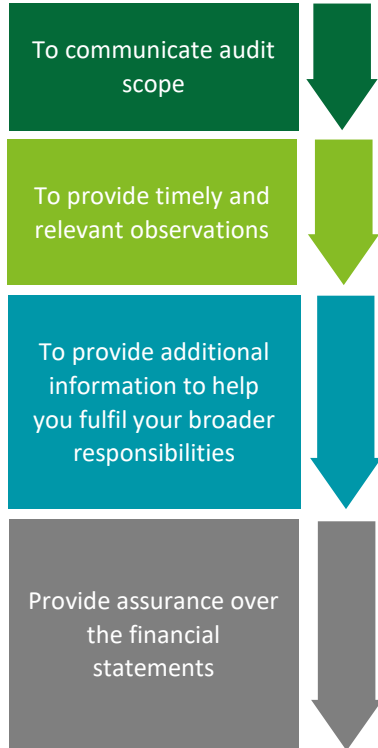 To communicate audit
scope
To provide timely and
relevant observations
To provide additional
information to help
you fulfil your broader
responsibilities
Provide assurance over
the financial
statements